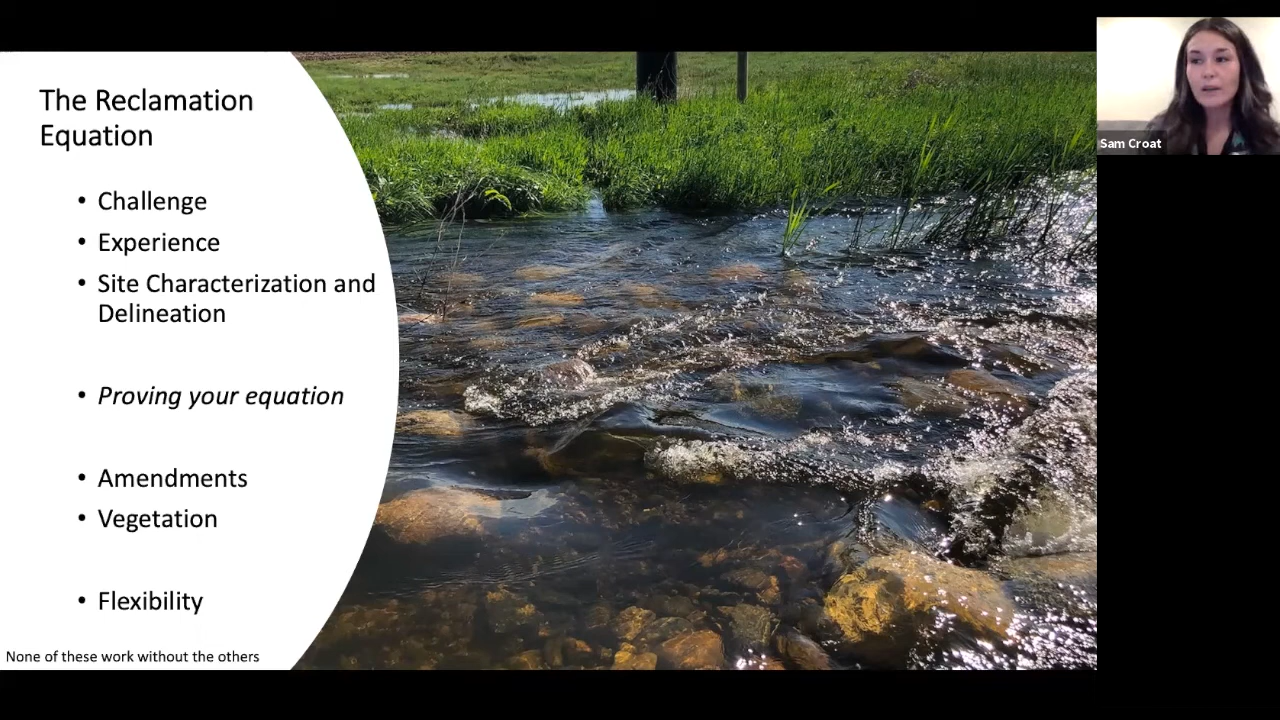 The Reclamation
Equation
• Challenge
• Experience
• Site Characterization and
Delineation
• Proving your equation
• Amendments
• Vegetation
• Flexibility
None of these work without the others
Sam Croat